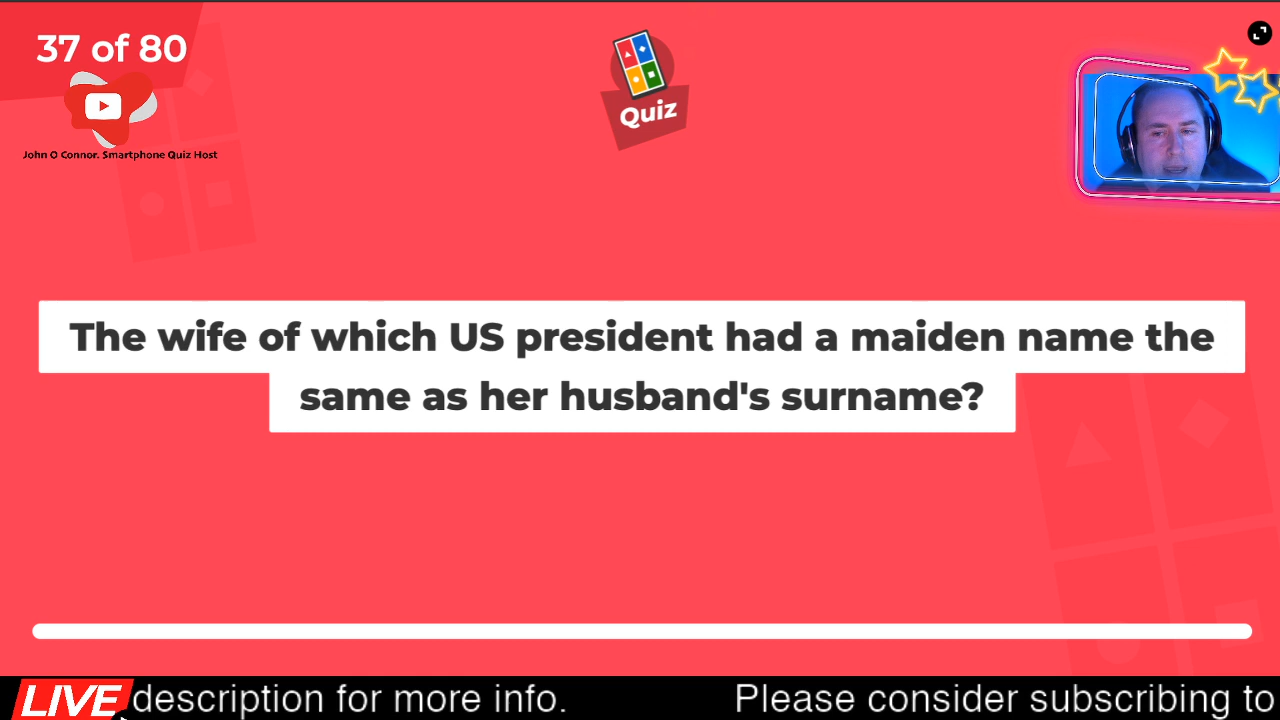 37 of 80
John O Connor. Smartphone Quiz Host
Quiz
The wife of which US president had a maiden name the
same as her husband's surname?
LIVE
description for more info. Please consider subscribing to